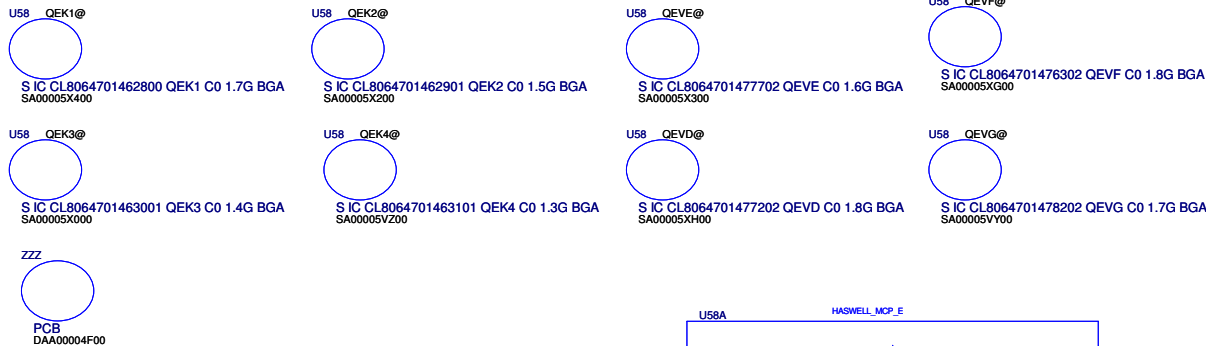 U58 QEK1@
U58 QEK2@
U58 QEVE@
U58 QEVF@
S IC CL8064701462800 QEK1 C0 1.7G BGA
SA00005X400
S IC CL8064701462901 QEK2 C0 1.5G BGA
SA00005X200
S IC CL8064701477702 QEVE C0 1.6G BGA
SA00005X300
S IC CL8064701476302 QEVF C0 1.8G BGA
SA00005XG00
U58 QEK3@
U58 QEK4@
U58 QEVD@
U58 QEVG@
S IC CL8064701463001 QEK3 C0 1.4G BGA
SA00005X000
S IC CL8064701463101 QEK4 C0 1.3G BGA
SA00005VZ00
S IC CL8064701477202 QEVD C0 1.8G BGA
SA00005XH00
S IC CL8064701478202 QEVG C0 1.7G BGA
SA00005VY00
ZZZ
PCB
DAA00004F00
U58A
HASWELL_MCP_E